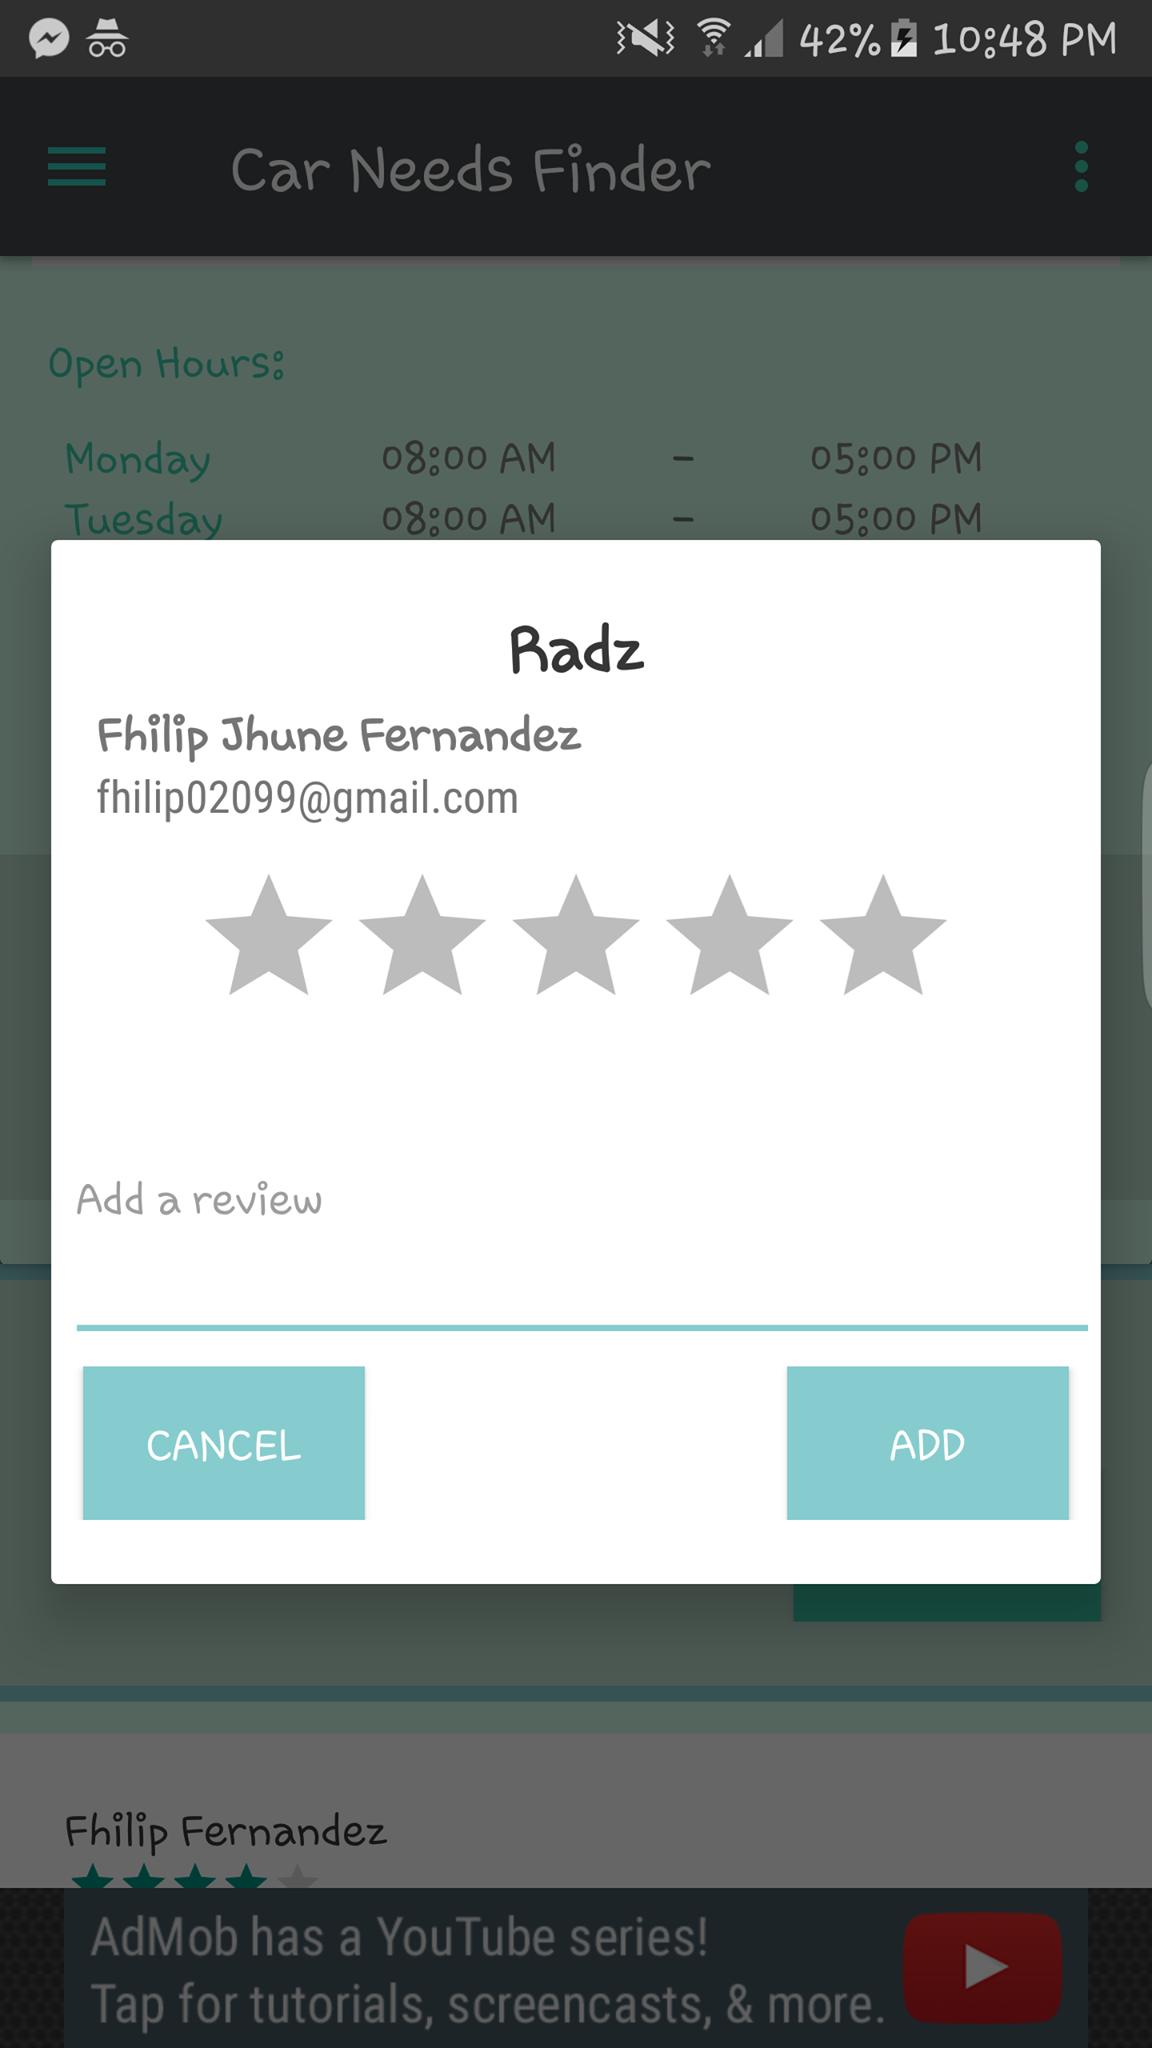 42% 10:48 PM
Car Needs Finder
Open Hours:
Monday 08:00 AM - 05:00 PM
Tuesday 08:00 AM - 05:00 PM
Radz
Fhilip Jhune Fernandez
fhilip02099@gmail.com
Add a review
CANCEL ADD
Fhilip Fernandez
AdMob has a YouTube series!
Tap for tutorials, screencasts, & more.